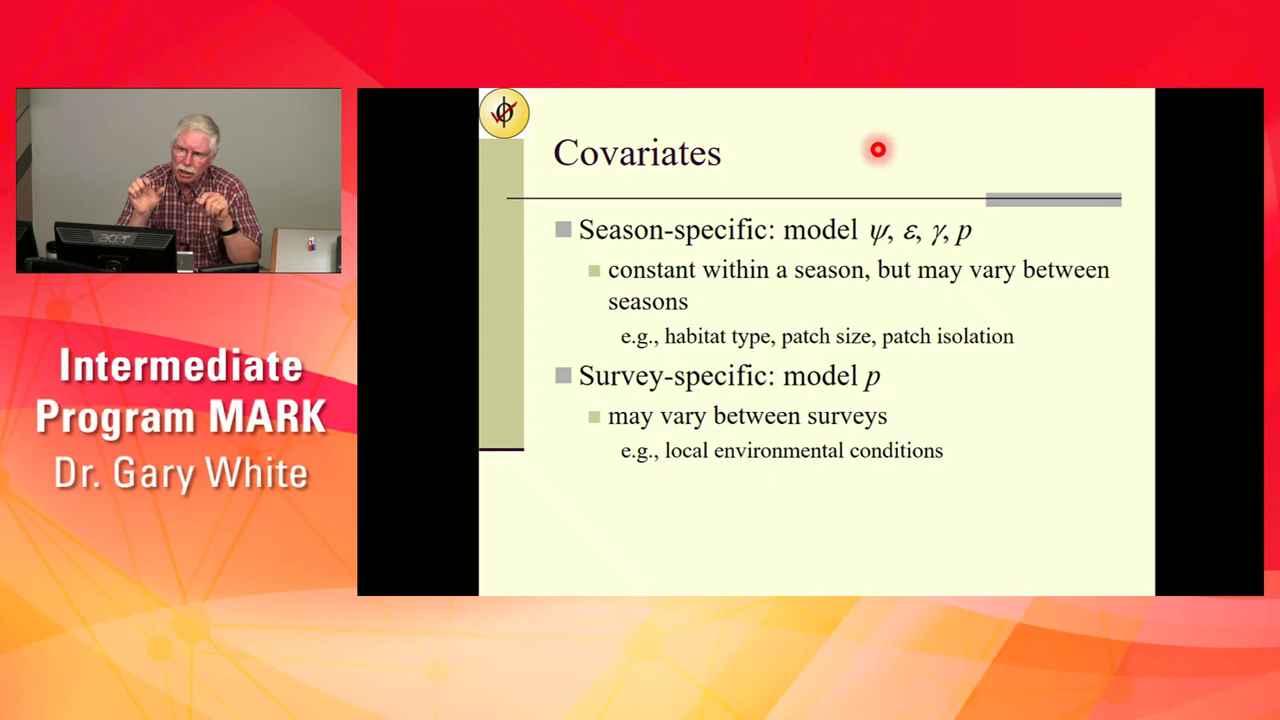 acer
Intermediate
Program MARK
Dr. Gary White
Covariates
Season-specific: model ψ, ε, γ, p
constant within a season, but may vary between
seasons
e.g., habitat type, patch size, patch isolation
Survey-specific: model p
may vary between surveys
e.g., local environmental conditions